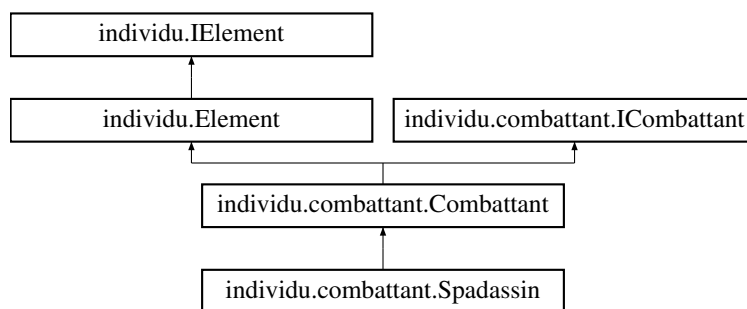 individu.IElement
individu.Element
individu.combattant.ICombattant
individu.combattant.Combattant
individu.combattant.Spadassin